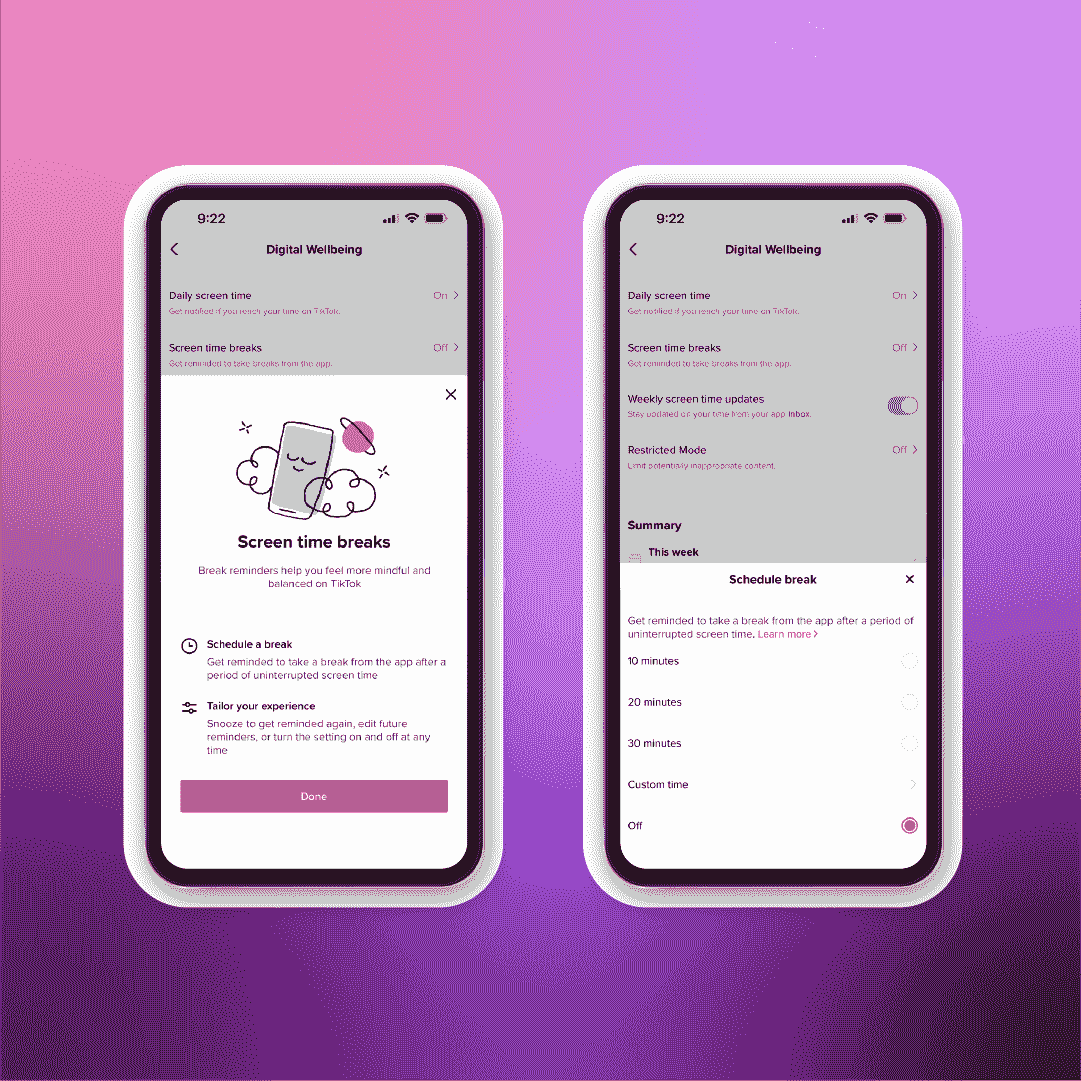 9:22
Digital Wellbeing
Daily screen time On
Get notified if you reach your time on TikTok.
Screen time breaks Off
Get reminded to take breaks from the app.
Screen time breaks
Break reminders help you feel more mindful and
balanced on TikTok
Schedule a break
Get reminded to take a break from the app after a
period of uninterrupted screen time
Tailor your experience
Snooze to get reminded again, edit future
reminders, or turn the setting on and off at any
time
Done
9:22
Digital Wellbeing
Daily screen time On
Get notified if you reach your time on TikTok.
Screen time breaks Off
Get reminded to take breaks from the app.
Weekly screen time updates
Stay updated on your time from your app Inbox.
Restricted Mode Off
Limit potentially inappropriate content.
Summary
This week
Schedule break
Get reminded to take a break from the app after a period of
uninterrupted screen time. Learn more
10 minutes
20 minutes
30 minutes
Custom time
Off